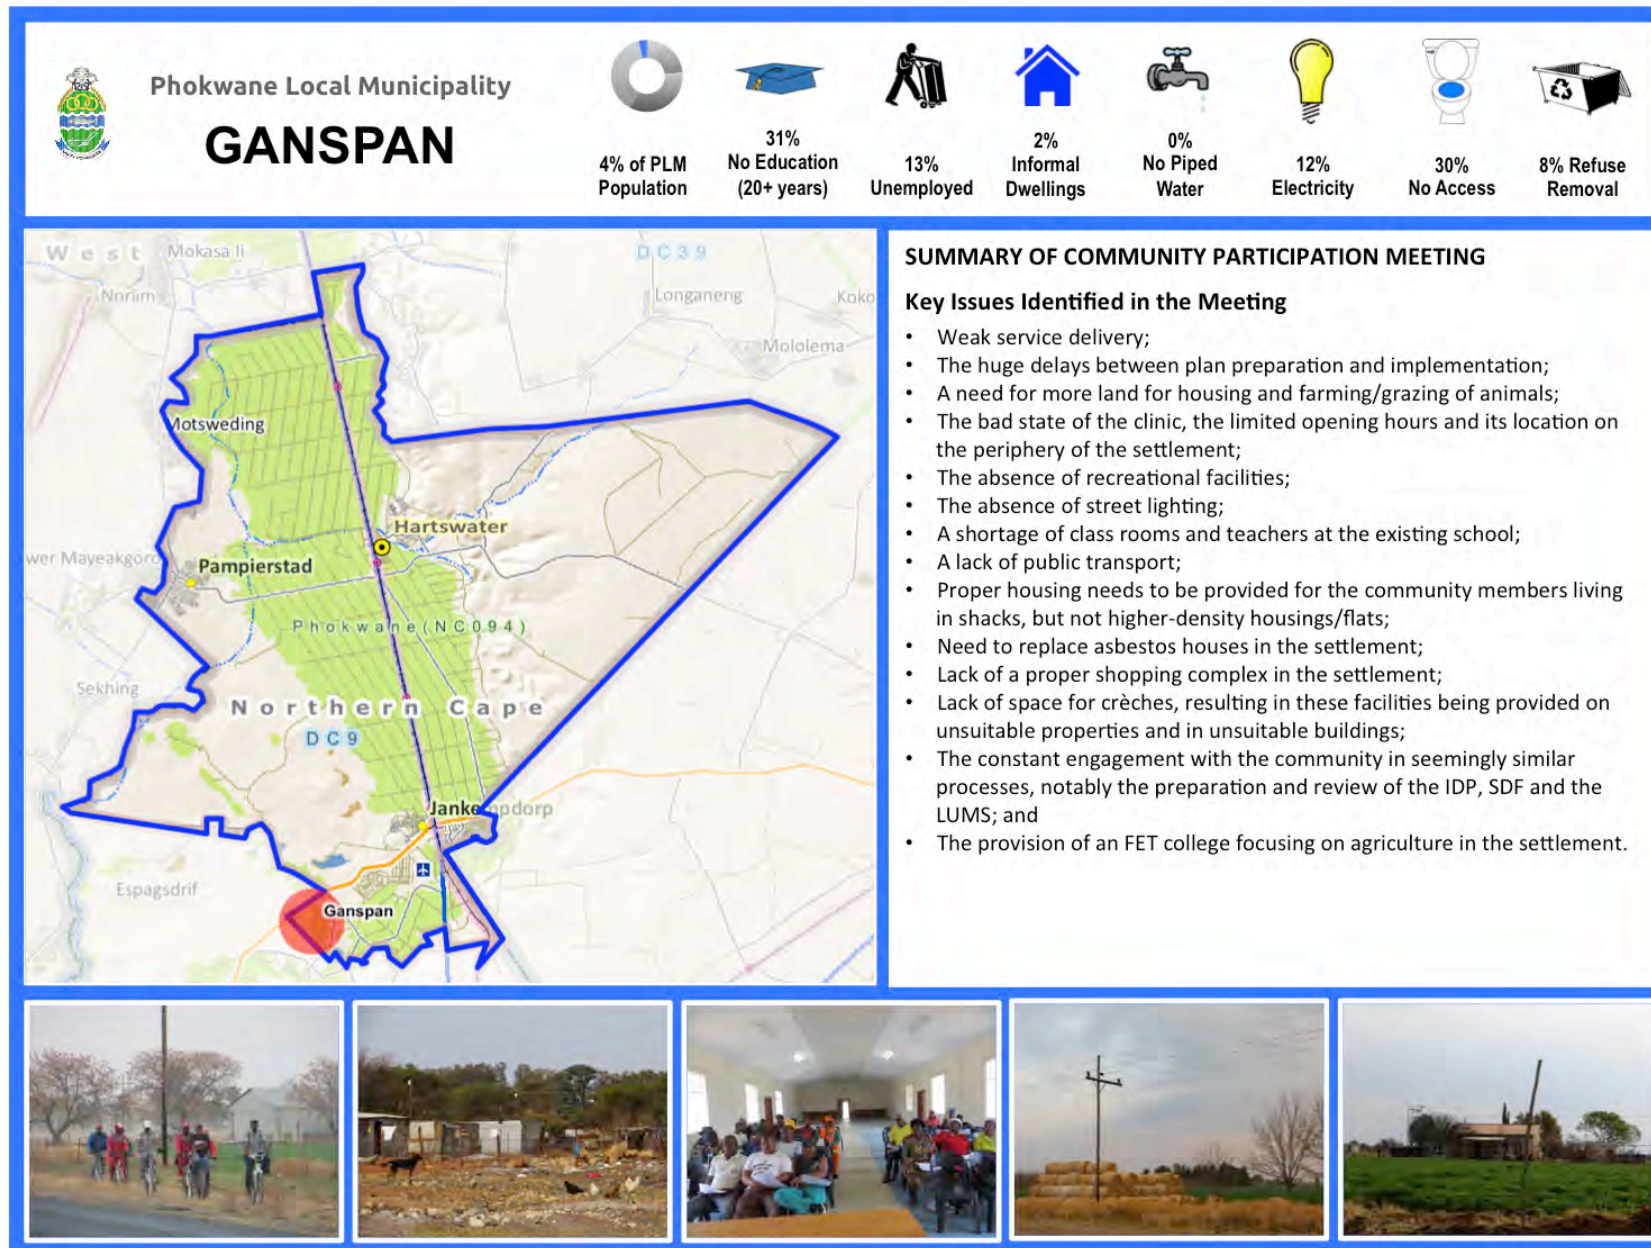 Phokwane Local Municipality
GANSPAN
4% of PLM
Population
31%
No Education
(20+ years)
13%
Unemployed
2%
Informal
Dwellings
0%
No Piped
Water
12%
Electricity
30%
No Access
8% Refuse
Removal
West
Mokasa Ii
DC39
Longaneng
Koko
Mololema
Motsweding
Hartswater
wer Mayeakgoro
Pampierstad
Phokwane(NC094)
Sekhing
Northern Cape
DC9
Jankempdorp
Espagsdrif
Ganspan
SUMMARY OF COMMUNITY PARTICIPATION MEETING
Key Issues Identified in the Meeting
• Weak service delivery;
• The huge delays between plan preparation and implementation;
• A need for more land for housing and farming/grazing of animals;
• The bad state of the clinic, the limited opening hours and its location on
the periphery of the settlement;
• The absence of recreational facilities;
• The absence of street lighting;
• A shortage of class rooms and teachers at the existing school;
• A lack of public transport;
• Proper housing needs to be provided for the community members living
in shacks, but not higher-density housings/flats;
• Need to replace asbestos houses in the settlement;
• Lack of a proper shopping complex in the settlement;
• Lack of space for crèches, resulting in these facilities being provided on
unsuitable properties and in unsuitable buildings;
• The constant engagement with the community in seemingly similar
processes, notably the preparation and review of the IDP, SDF and the
LUMS; and
• The provision of an FET college focusing on agriculture in the settlement.